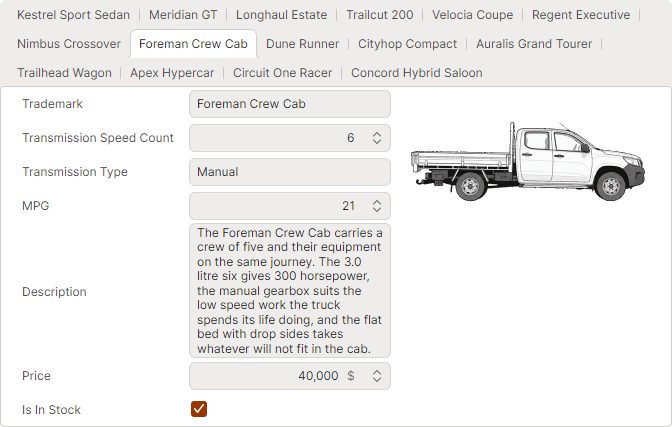 Kestrel Sport Sedan Meridian GT Longhaul Estate Trailcut 200 Velocia Coupe Regent Executive
Nimbus Crossover Foreman Crew Cab Dune Runner Cityhop Compact Auralis Grand Tourer
Trailhead Wagon Apex Hypercar Circuit One Racer Concord Hybrid Saloon
Trademark Foreman Crew Cab
Transmission Speed Count 6
Transmission Type Manual
MPG 21
Description
The Foreman Crew Cab carries a
crew of five and their equipment
on the same journey. The 3.0
litre six gives 300 horsepower,
the manual gearbox suits the
low speed work the truck
spends its life doing, and the flat
bed with drop sides takes
whatever will not fit in the cab.
Price 40,000 $
Is In Stock